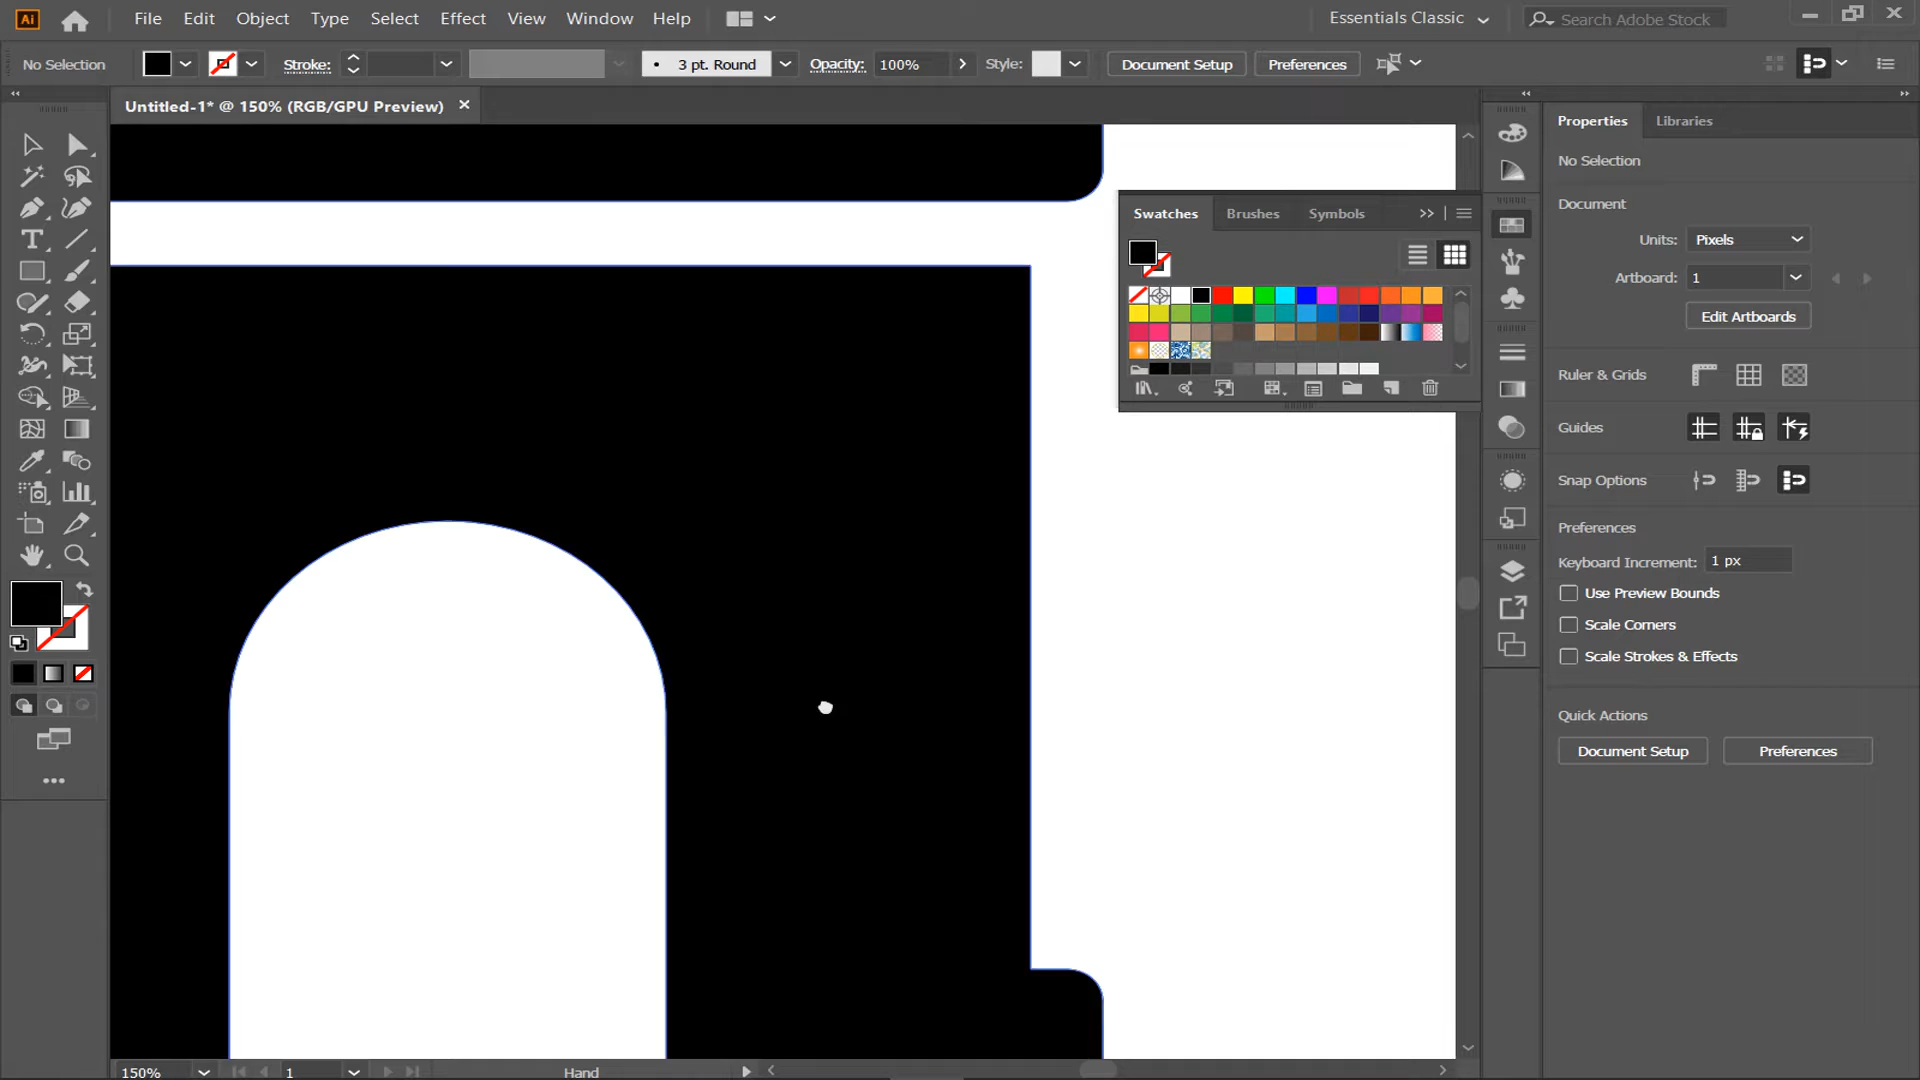 Ai File Edit Object Type Select Effect View Window Help Essentials Classic Search Adobe Stock
No Selection Stroke: 3 pt. Round Opacity: 100% Style: Document Setup Preferences
Untitled-1* @ 150% (RGB/GPU Preview)
Properties Libraries
No Selection
Document
Units: Pixels
Artboard: 1
Edit Artboards
Ruler & Grids
Guides
Snap Options
Preferences
Keyboard Increment: 1 px
Use Preview Bounds
Scale Corners
Scale Strokes & Effects
Quick Actions
Document Setup Preferences
Swatches Brushes Symbols
150% 1 Hand